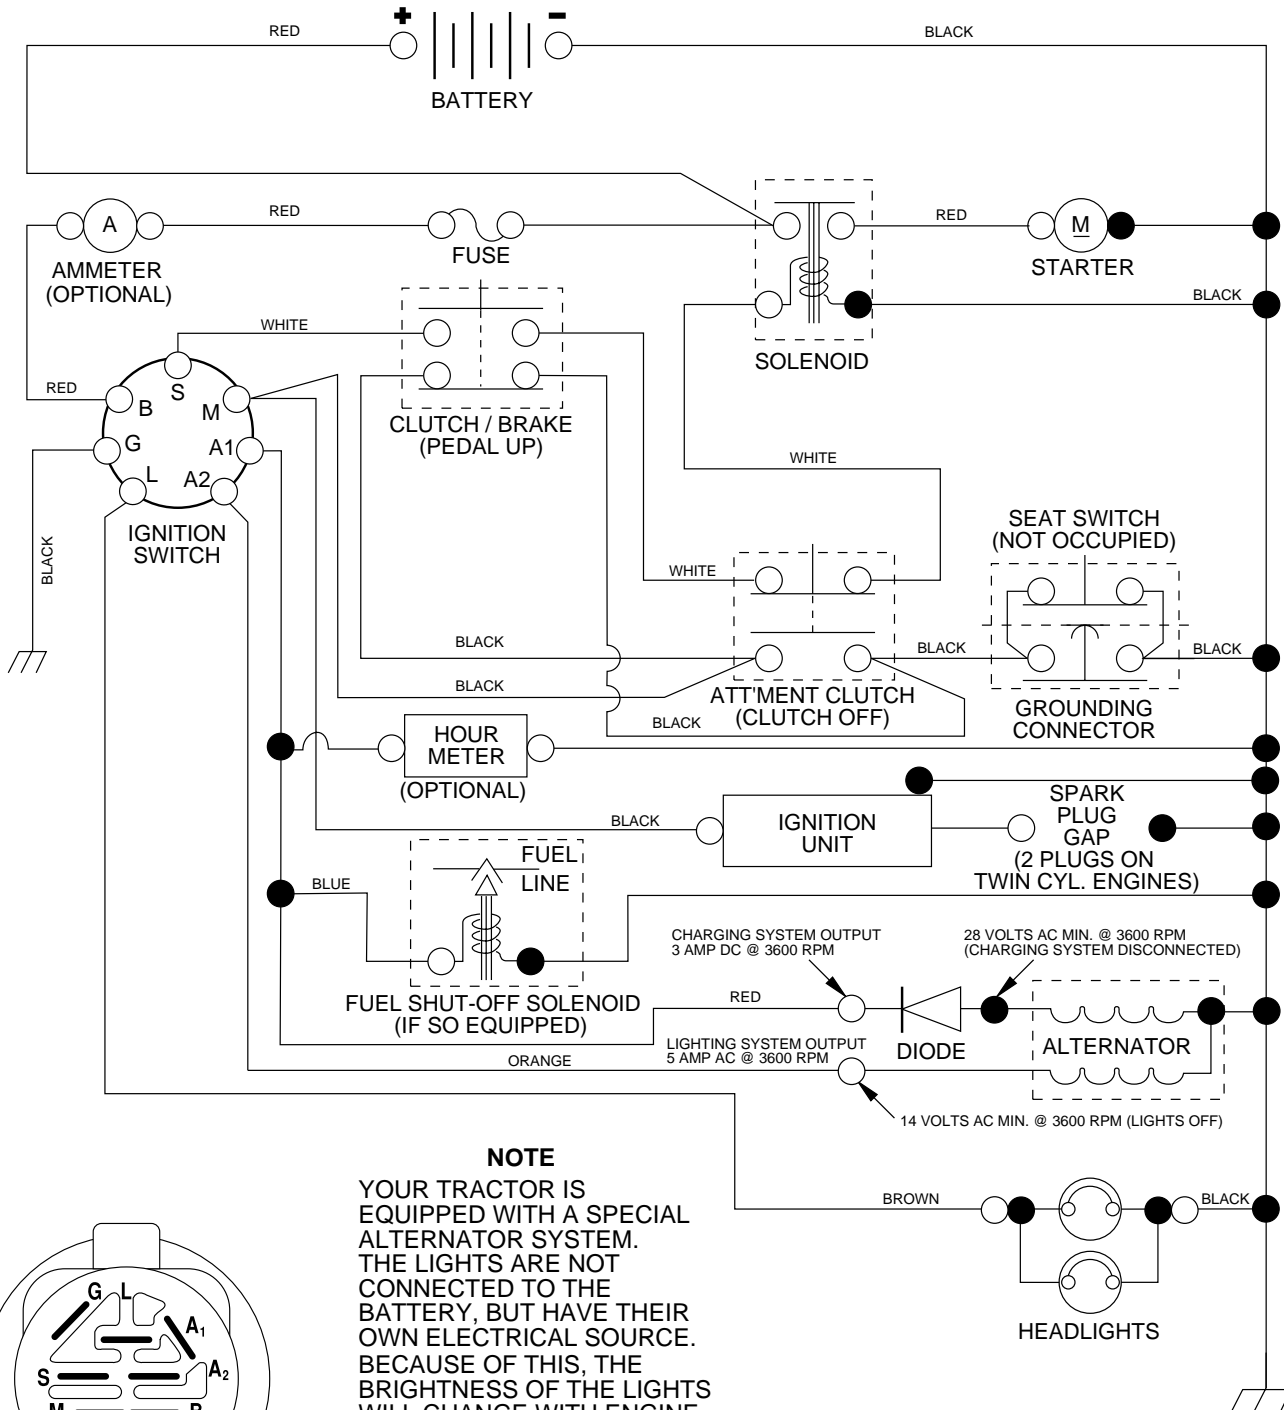 RED
+
-
BLACK
BATTERY
A
RED
FUSE
RED
M
STARTER
AMMETER
(OPTIONAL)
BLACK
SOLENOID
WHITE
RED
S
B
M
G
A1
L
A2
IGNITION
SWITCH
CLUTCH / BRAKE
(PEDAL UP)
WHITE
BLACK
SEAT SWITCH
(NOT OCCUPIED)
WHITE
BLACK
BLACK
BLACK
BLACK
BLACK
ATT'MENT CLUTCH
(CLUTCH OFF)
GROUNDING
CONNECTOR
HOUR
METER
(OPTIONAL)
BLACK
IGNITION
UNIT
SPARK
PLUG
GAP
(2 PLUGS ON
TWIN CYL. ENGINES)
FUEL
LINE
BLUE
FUEL SHUT-OFF SOLENOID
(IF SO EQUIPPED)
CHARGING SYSTEM OUTPUT
3 AMP DC @ 3600 RPM
28 VOLTS AC MIN. @ 3600 RPM
(CHARGING SYSTEM DISCONNECTED)
RED
DIODE
ALTERNATOR
LIGHTING SYSTEM OUTPUT
5 AMP AC @ 3600 RPM
ORANGE
14 VOLTS AC MIN. @ 3600 RPM (LIGHTS OFF)
BROWN
BLACK
HEADLIGHTS
NOTE
YOUR TRACTOR IS
EQUIPPED WITH A SPECIAL
ALTERNATOR SYSTEM.
THE LIGHTS ARE NOT
CONNECTED TO THE
BATTERY, BUT HAVE THEIR
OWN ELECTRICAL SOURCE.
BECAUSE OF THIS, THE
BRIGHTNESS OF THE LIGHTS
WILL CHANGE WITH ENGINE
G
L
A1
A2
S
M
B